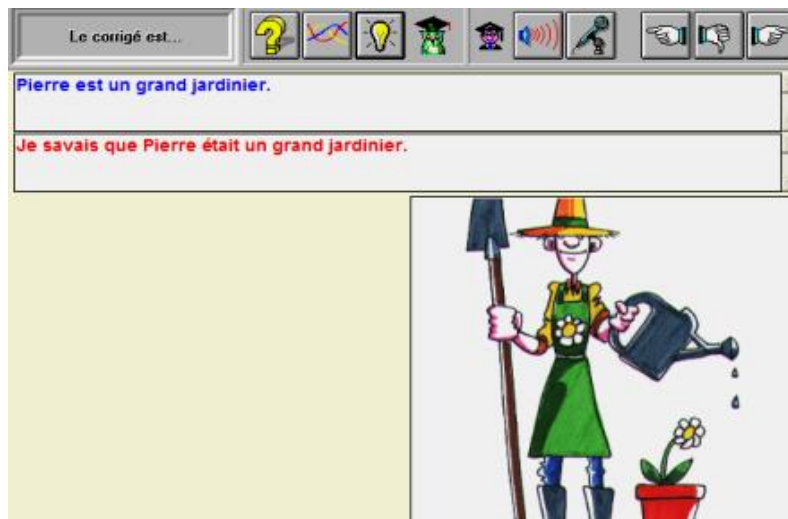 Le corrigé est...
Pierre est un grand jardinier.
Je savais que Pierre était un grand jardinier.